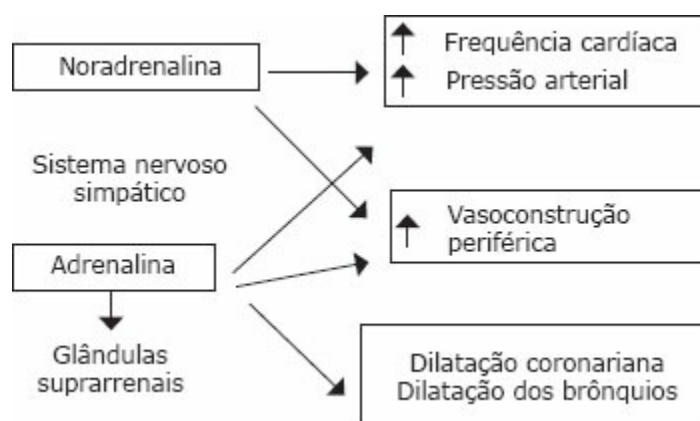 Noradrenalina
Frequência cardíaca
Pressão arterial
Sistema nervoso
simpático
Vasoconstrução
periférica
Adrenalina
Glândulas
suprarrenais
Dilatação coronariana
Dilatação dos brônquios